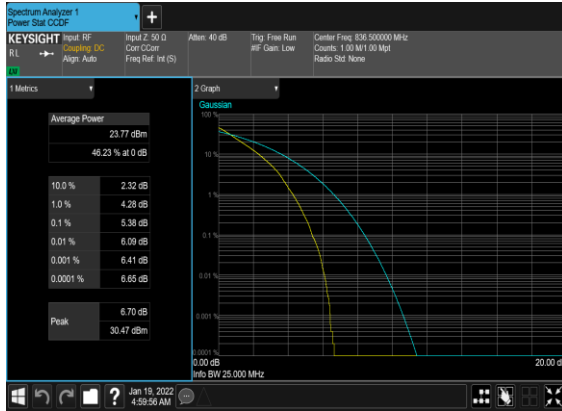 Spectrum Analyzer 1
Power Stat CCDF
+
KEYSIGHT
RL
LU
Input: RF
Coupling: DC
Align: Auto
Input Z: 50 Ω
Corr CCorr
Freq Ref: Int (S)
Atten: 40 dB
Trig: Free Run
#IF Gain: Low
Center Freq: 836.500000 MHz
Counts: 1.00 M/1.00 Mpt
Radio Std: None
1 Metrics
Average Power
23.77 dBm
46.23 % at 0 dB
10.0 % 2.32 dB
1.0 % 4.28 dB
0.1 % 5.38 dB
0.01 % 6.09 dB
0.001 % 6.41 dB
0.0001 % 6.65 dB
Peak
6.70 dB
30.47 dBm
2 Graph
Gaussian
100 %
10 %
1 %
0.1 %
0.01 %
0.001 %
0.0001 %
0.00 dB
20.00 d
Info BW 25.000 MHz
?
Jan 19, 2022
4:59:56 AM